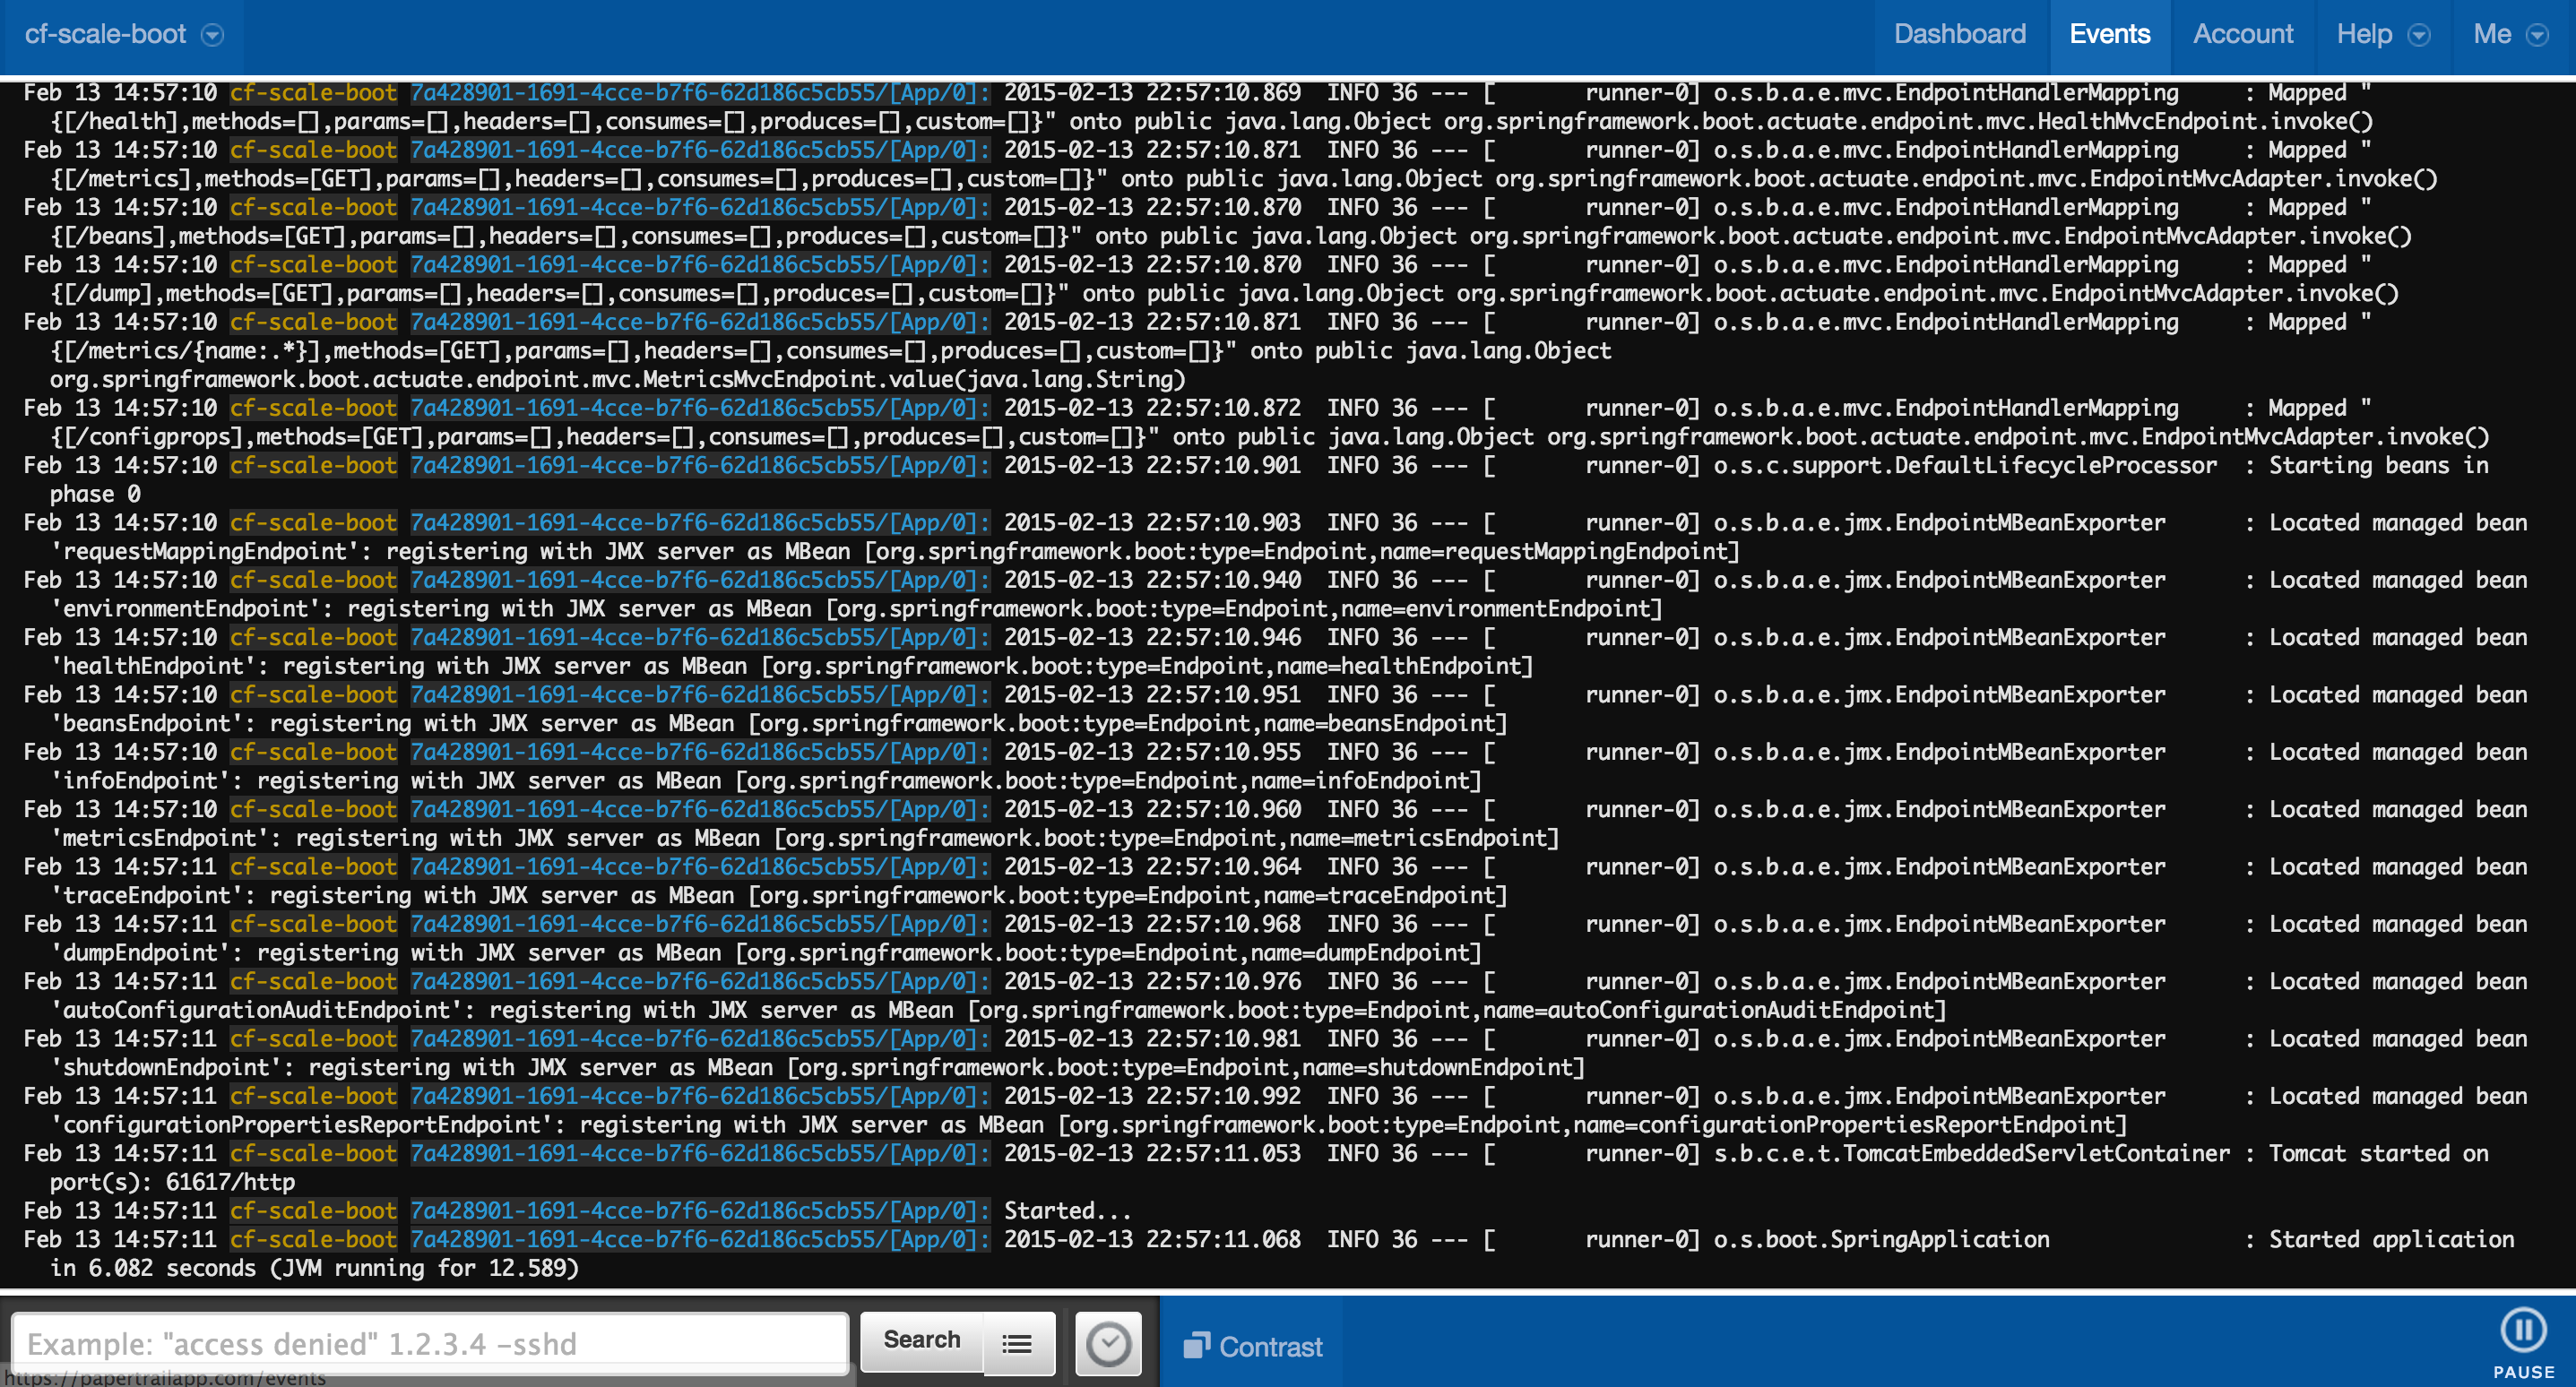 cf-scale-boot
Dashboard Events Account Help Me
Feb 13 14:57:10 cf-scale-boot 7a428901-1691-4cce-b7f6-62d186c5cb55/[App/0]: 2015-02-13 22:57:10.869  INFO 36 --- [       runner-0] o.s.b.a.e.mvc.EndpointHandlerMapping     : Mapped "
{[/health],methods=[],params=[],headers=[],consumes=[],produces=[],custom=[]}" onto public java.lang.Object org.springframework.boot.actuate.endpoint.mvc.HealthMvcEndpoint.invoke()
Feb 13 14:57:10 cf-scale-boot 7a428901-1691-4cce-b7f6-62d186c5cb55/[App/0]: 2015-02-13 22:57:10.871  INFO 36 --- [       runner-0] o.s.b.a.e.mvc.EndpointHandlerMapping     : Mapped "
{[/metrics],methods=[GET],params=[],headers=[],consumes=[],produces=[],custom=[]}" onto public java.lang.Object org.springframework.boot.actuate.endpoint.mvc.EndpointMvcAdapter.invoke()
Feb 13 14:57:10 cf-scale-boot 7a428901-1691-4cce-b7f6-62d186c5cb55/[App/0]: 2015-02-13 22:57:10.870  INFO 36 --- [       runner-0] o.s.b.a.e.mvc.EndpointHandlerMapping     : Mapped "
{[/beans],methods=[GET],params=[],headers=[],consumes=[],produces=[],custom=[]}" onto public java.lang.Object org.springframework.boot.actuate.endpoint.mvc.EndpointMvcAdapter.invoke()
Feb 13 14:57:10 cf-scale-boot 7a428901-1691-4cce-b7f6-62d186c5cb55/[App/0]: 2015-02-13 22:57:10.870  INFO 36 --- [       runner-0] o.s.b.a.e.mvc.EndpointHandlerMapping     : Mapped "
{[/dump],methods=[GET],params=[],headers=[],consumes=[],produces=[],custom=[]}" onto public java.lang.Object org.springframework.boot.actuate.endpoint.mvc.EndpointMvcAdapter.invoke()
Feb 13 14:57:10 cf-scale-boot 7a428901-1691-4cce-b7f6-62d186c5cb55/[App/0]: 2015-02-13 22:57:10.871  INFO 36 --- [       runner-0] o.s.b.a.e.mvc.EndpointHandlerMapping     : Mapped "
{[/metrics/{name:.*}],methods=[GET],params=[],headers=[],consumes=[],produces=[],custom=[]}" onto public java.lang.Object
org.springframework.boot.actuate.endpoint.mvc.MetricsMvcEndpoint.value(java.lang.String)
Feb 13 14:57:10 cf-scale-boot 7a428901-1691-4cce-b7f6-62d186c5cb55/[App/0]: 2015-02-13 22:57:10.872  INFO 36 --- [       runner-0] o.s.b.a.e.mvc.EndpointHandlerMapping     : Mapped "
{[/configprops],methods=[GET],params=[],headers=[],consumes=[],produces=[],custom=[]}" onto public java.lang.Object org.springframework.boot.actuate.endpoint.mvc.EndpointMvcAdapter.invoke()
Feb 13 14:57:10 cf-scale-boot 7a428901-1691-4cce-b7f6-62d186c5cb55/[App/0]: 2015-02-13 22:57:10.901  INFO 36 --- [       runner-0] o.s.c.support.DefaultLifecycleProcessor  : Starting beans in
phase 0
Feb 13 14:57:10 cf-scale-boot 7a428901-1691-4cce-b7f6-62d186c5cb55/[App/0]: 2015-02-13 22:57:10.903  INFO 36 --- [       runner-0] o.s.b.a.e.jmx.EndpointMBeanExporter      : Located managed bean
'requestMappingEndpoint': registering with JMX server as MBean [org.springframework.boot:type=Endpoint,name=requestMappingEndpoint]
Feb 13 14:57:10 cf-scale-boot 7a428901-1691-4cce-b7f6-62d186c5cb55/[App/0]: 2015-02-13 22:57:10.940  INFO 36 --- [       runner-0] o.s.b.a.e.jmx.EndpointMBeanExporter      : Located managed bean
'environmentEndpoint': registering with JMX server as MBean [org.springframework.boot:type=Endpoint,name=environmentEndpoint]
Feb 13 14:57:10 cf-scale-boot 7a428901-1691-4cce-b7f6-62d186c5cb55/[App/0]: 2015-02-13 22:57:10.946  INFO 36 --- [       runner-0] o.s.b.a.e.jmx.EndpointMBeanExporter      : Located managed bean
'healthEndpoint': registering with JMX server as MBean [org.springframework.boot:type=Endpoint,name=healthEndpoint]
Feb 13 14:57:10 cf-scale-boot 7a428901-1691-4cce-b7f6-62d186c5cb55/[App/0]: 2015-02-13 22:57:10.951  INFO 36 --- [       runner-0] o.s.b.a.e.jmx.EndpointMBeanExporter      : Located managed bean
'beansEndpoint': registering with JMX server as MBean [org.springframework.boot:type=Endpoint,name=beansEndpoint]
Feb 13 14:57:10 cf-scale-boot 7a428901-1691-4cce-b7f6-62d186c5cb55/[App/0]: 2015-02-13 22:57:10.955  INFO 36 --- [       runner-0] o.s.b.a.e.jmx.EndpointMBeanExporter      : Located managed bean
'infoEndpoint': registering with JMX server as MBean [org.springframework.boot:type=Endpoint,name=infoEndpoint]
Feb 13 14:57:10 cf-scale-boot 7a428901-1691-4cce-b7f6-62d186c5cb55/[App/0]: 2015-02-13 22:57:10.960  INFO 36 --- [       runner-0] o.s.b.a.e.jmx.EndpointMBeanExporter      : Located managed bean
'metricsEndpoint': registering with JMX server as MBean [org.springframework.boot:type=Endpoint,name=metricsEndpoint]
Feb 13 14:57:11 cf-scale-boot 7a428901-1691-4cce-b7f6-62d186c5cb55/[App/0]: 2015-02-13 22:57:10.964  INFO 36 --- [       runner-0] o.s.b.a.e.jmx.EndpointMBeanExporter      : Located managed bean
'traceEndpoint': registering with JMX server as MBean [org.springframework.boot:type=Endpoint,name=traceEndpoint]
Feb 13 14:57:11 cf-scale-boot 7a428901-1691-4cce-b7f6-62d186c5cb55/[App/0]: 2015-02-13 22:57:10.968  INFO 36 --- [       runner-0] o.s.b.a.e.jmx.EndpointMBeanExporter      : Located managed bean
'dumpEndpoint': registering with JMX server as MBean [org.springframework.boot:type=Endpoint,name=dumpEndpoint]
Feb 13 14:57:11 cf-scale-boot 7a428901-1691-4cce-b7f6-62d186c5cb55/[App/0]: 2015-02-13 22:57:10.976  INFO 36 --- [       runner-0] o.s.b.a.e.jmx.EndpointMBeanExporter      : Located managed bean
'autoConfigurationAuditEndpoint': registering with JMX server as MBean [org.springframework.boot:type=Endpoint,name=autoConfigurationAuditEndpoint]
Feb 13 14:57:11 cf-scale-boot 7a428901-1691-4cce-b7f6-62d186c5cb55/[App/0]: 2015-02-13 22:57:10.981  INFO 36 --- [       runner-0] o.s.b.a.e.jmx.EndpointMBeanExporter      : Located managed bean
'shutdownEndpoint': registering with JMX server as MBean [org.springframework.boot:type=Endpoint,name=shutdownEndpoint]
Feb 13 14:57:11 cf-scale-boot 7a428901-1691-4cce-b7f6-62d186c5cb55/[App/0]: 2015-02-13 22:57:10.992  INFO 36 --- [       runner-0] o.s.b.a.e.jmx.EndpointMBeanExporter      : Located managed bean
'configurationPropertiesReportEndpoint': registering with JMX server as MBean [org.springframework.boot:type=Endpoint,name=configurationPropertiesReportEndpoint]
Feb 13 14:57:11 cf-scale-boot 7a428901-1691-4cce-b7f6-62d186c5cb55/[App/0]: 2015-02-13 22:57:11.053  INFO 36 --- [       runner-0] s.b.c.e.t.TomcatEmbeddedServletContainer : Tomcat started on
port(s): 61617/http
Feb 13 14:57:11 cf-scale-boot 7a428901-1691-4cce-b7f6-62d186c5cb55/[App/0]: Started...
Feb 13 14:57:11 cf-scale-boot 7a428901-1691-4cce-b7f6-62d186c5cb55/[App/0]: 2015-02-13 22:57:11.068  INFO 36 --- [       runner-0] o.s.boot.SpringApplication               : Started application
in 6.082 seconds (JVM running for 12.589)
Example: "access denied" 1.2.3.4 -sshd
Search
Contrast
PAUSE
https://papertrailapp.com/events